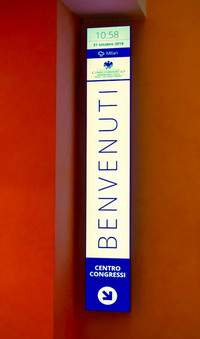 10:58
31 ottobre 2019
Milan
BENVENUTI
CENTRO
CONGRESSI